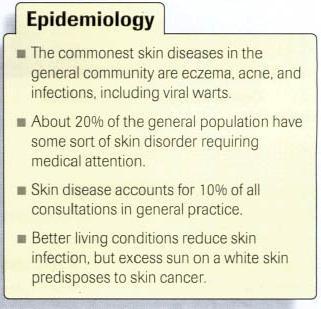 Epidemiology
■ The commonest skin diseases in the
general community are eczema, acne, and
infections, including viral warts.
■ About 20% of the general population have
some sort of skin disorder requiring
medical attention.
■ Skin disease accounts for 10% of all
consultations in general practice.
■ Better living conditions reduce skin
infection, but excess sun on a white skin
predisposes to skin cancer.